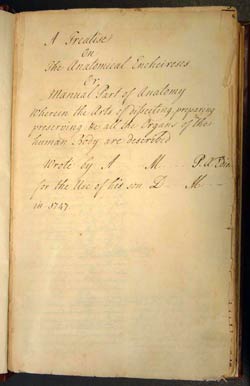 A Treatise
On
The Anatomical Encheireses
Or
Manual Part of Anatomy
Wherein the Arts of dissecting, preparing
preserving &c all the Organs of the
human Body are described
Wrote by A M P.A Edin
for the Use of his son D. M
in 1747